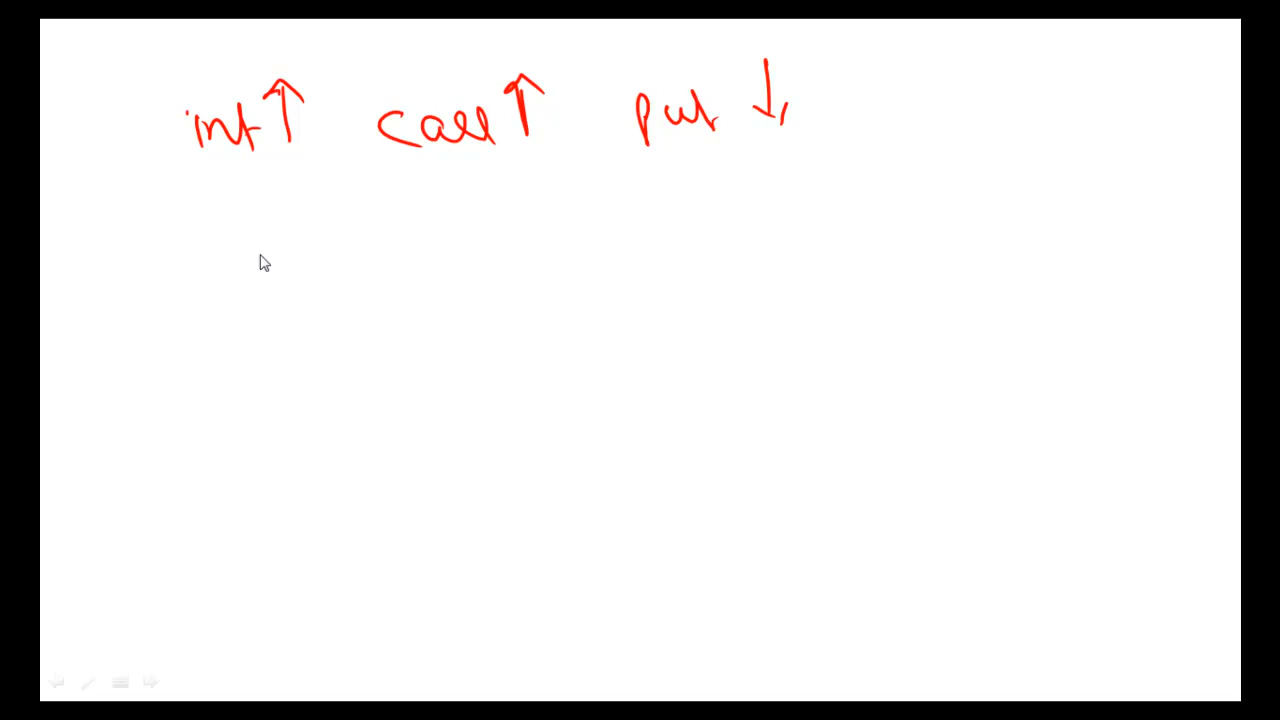 int ↑ call ↑ put ↓